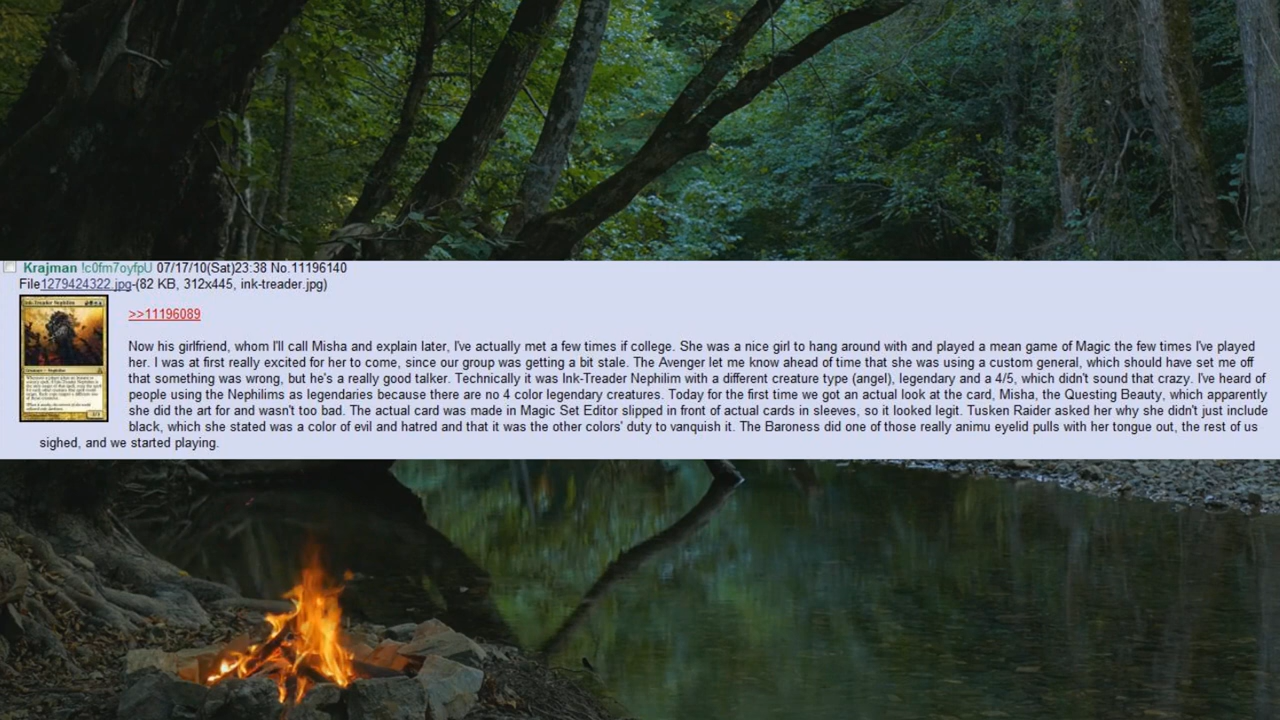 Krajman !c0fm7oyfpU 07/17/10(Sat)23:38 No.11196140
File1279424322.jpg-(82 KB, 312x445, ink-treader.jpg)
Ink-Treader Nephilim
>>11196089
Now his girlfriend, whom I'll call Misha and explain later, I've actually met a few times if college. She was a nice girl to hang around with and played a mean game of Magic the few times I've played
her. I was at first really excited for her to come, since our group was getting a bit stale. The Avenger let me know ahead of time that she was using a custom general, which should have set me off
that something was wrong, but he's a really good talker. Technically it was Ink-Treader Nephilim with a different creature type (angel), legendary and a 4/5, which didn't sound that crazy. I've heard of
people using the Nephilims as legendaries because there are no 4 color legendary creatures. Today for the first time we got an actual look at the card, Misha, the Questing Beauty, which apparently
she did the art for and wasn't too bad. The actual card was made in Magic Set Editor slipped in front of actual cards in sleeves, so it looked legit. Tusken Raider asked her why she didn't just include
black, which she stated was a color of evil and hatred and that it was the other colors' duty to vanquish it. The Baroness did one of those really animu eyelid pulls with her tongue out, the rest of us
sighed, and we started playing.